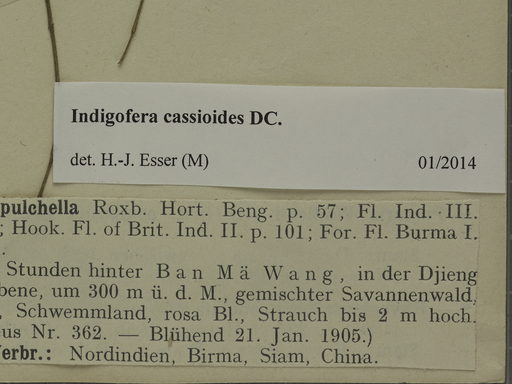 Indigofera cassioides DC.
det. H.-J. Esser (M) 01/2014
pulchella Roxb. Hort. Beng. p. 57; Fl. Ind. III.
; Hook. Fl. of Brit. Ind. II. p. 101; For. Fl. Burma I.
Stunden hinter Ban Mä Wang, in der Djieng
bene, um 300 m ü. d. M., gemischter Savannenwald,
, Schwemmland, rosa Bl., Strauch bis 2 m hoch.
us Nr. 362. — Blühend 21. Jan. 1905.)
Verbr.: Nordindien, Birma, Siam, China.